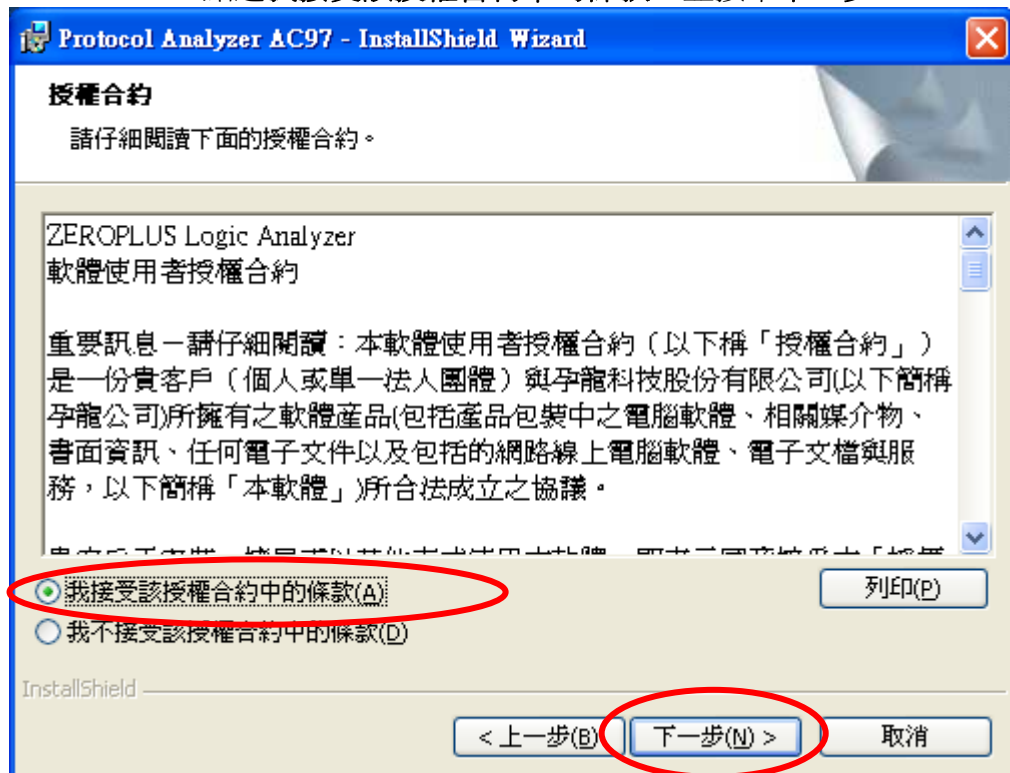 Protocol Analyzer AC97 - InstallShield Wizard
授權合約
請仔細閱讀下面的授權合約。
ZEROPLUS Logic Analyzer
軟體使用者授權合約
重要訊息－請仔細閱讀：本軟體使用者授權合約（以下稱「授權合約」）
是一份貴客戶（個人或單一法人團體）與孕龍科技股份有限公司(以下簡稱
孕龍公司)所擁有之軟體產品(包括產品包裝中之電腦軟體、相關媒介物、
書面資訊、任何電子文件以及包括的網路線上電腦軟體、電子文檔與服
務，以下簡稱「本軟體」)所合法成立之協議。
我接受該授權合約中的條款(A)
列印(P)
我不接受該授權合約中的條款(D)
InstallShield
< 上一步(B)
下一步(N) >
取消